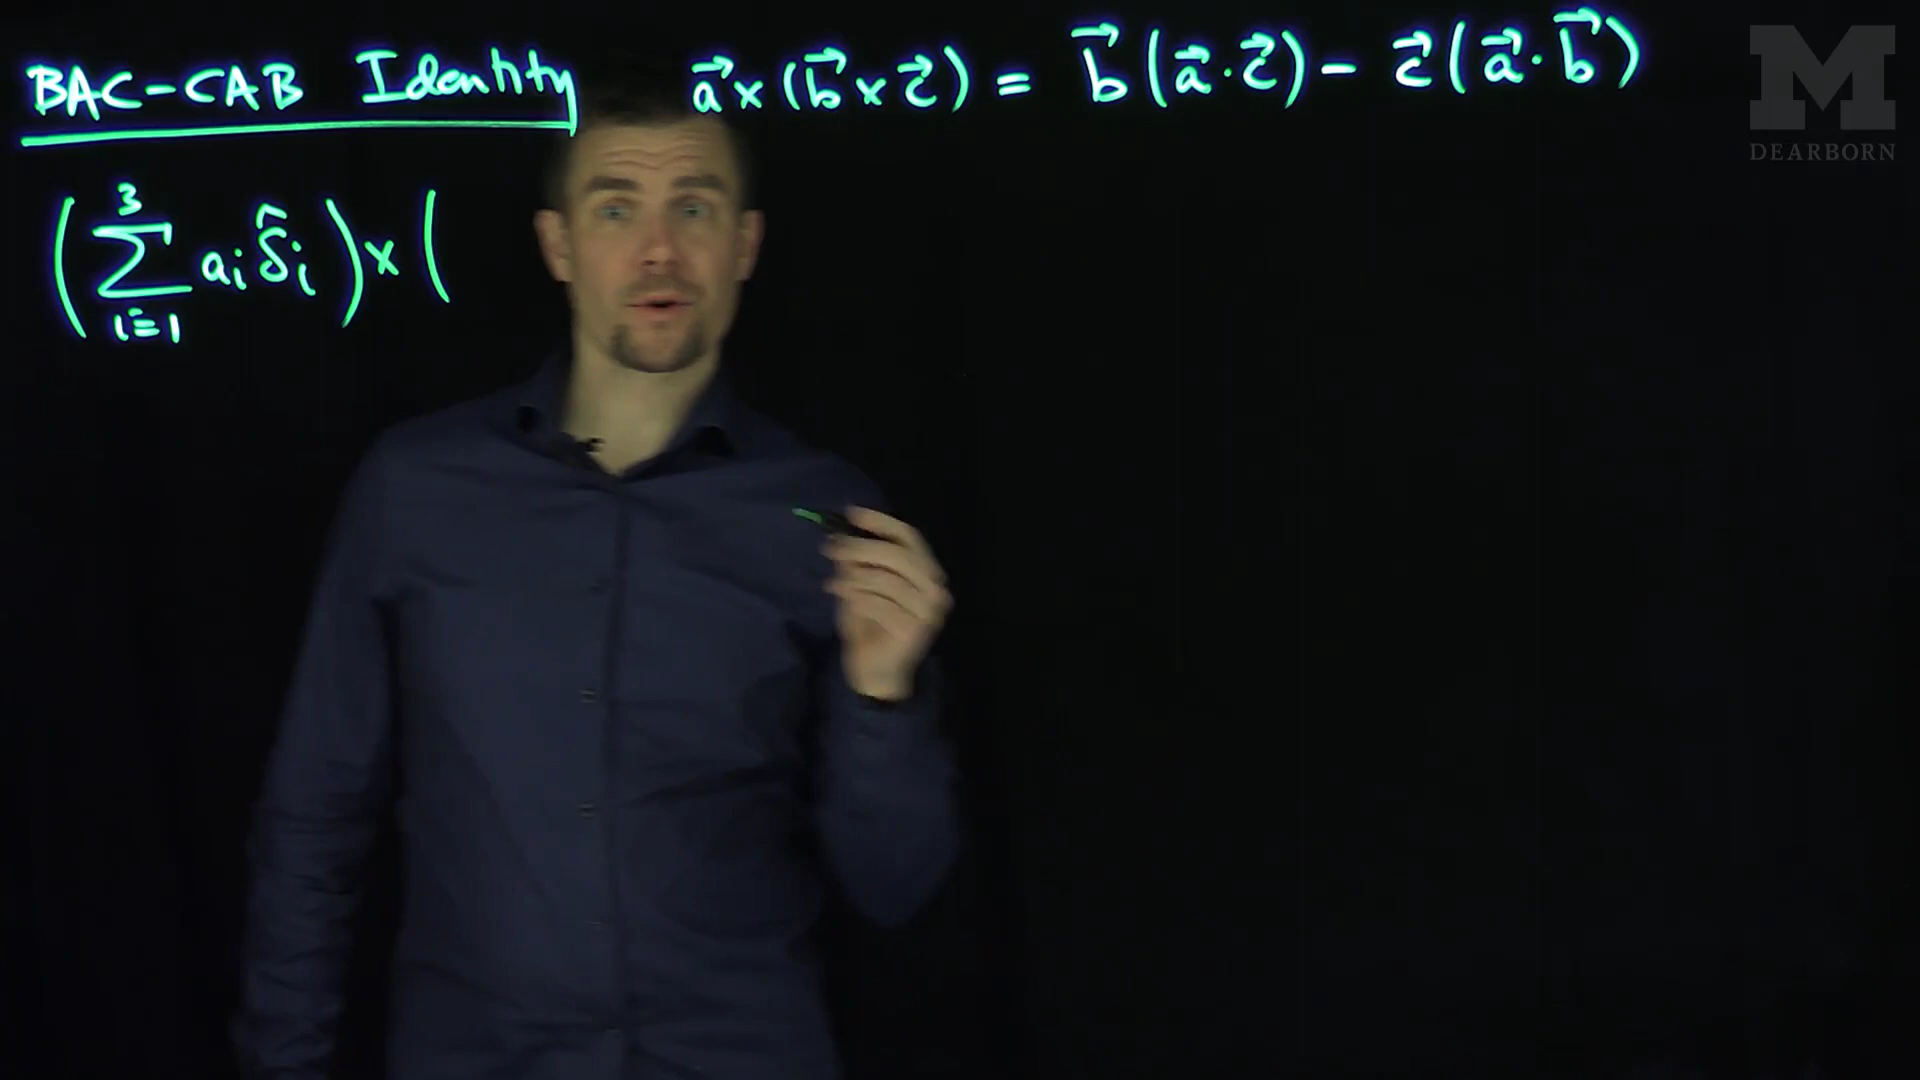 BAC-CAB Identity a⃗ × (b⃗ × c⃗) = b⃗ (a⃗ · c⃗) - c⃗ (a⃗ · b⃗)
M
DEARBORN
(∑_{i=1}^{3} aᵢ δ̂ᵢ) × (